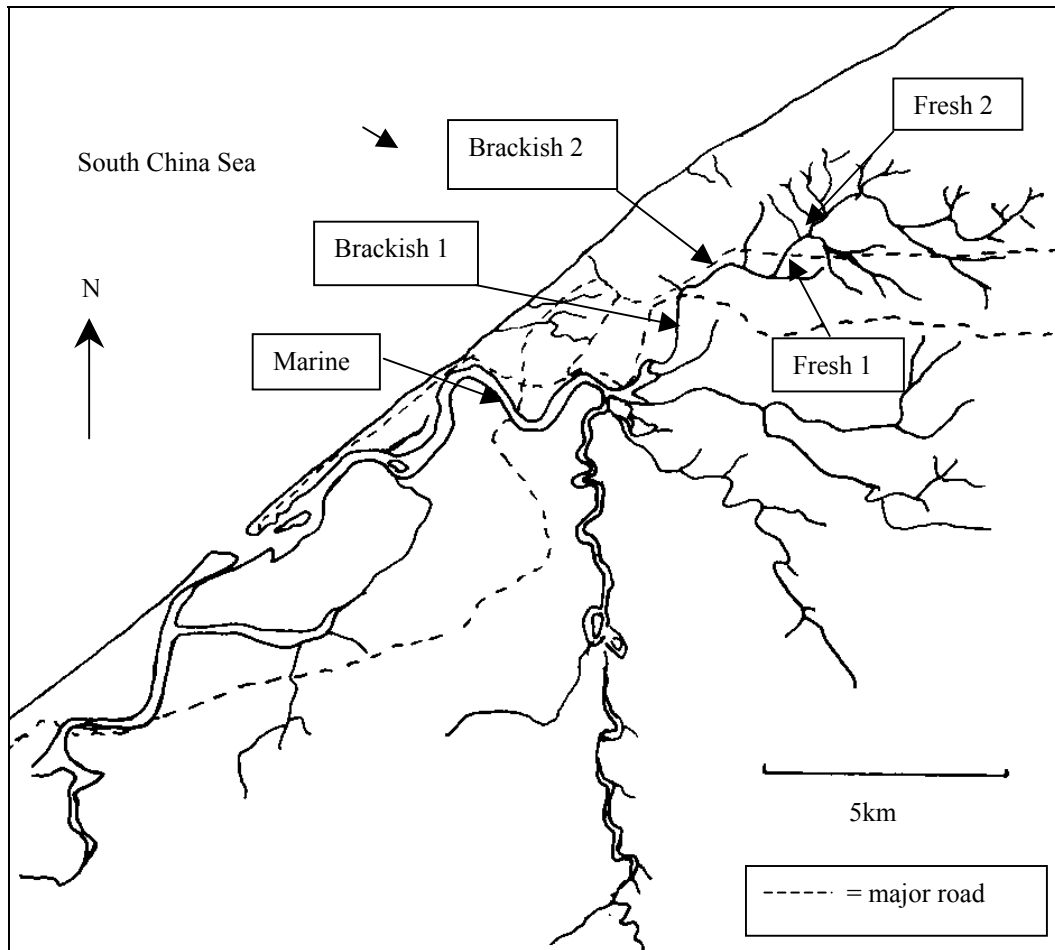 Fresh 2
Brackish 2
South China Sea
Brackish 1
N
Marine
Fresh 1
5km
= major road